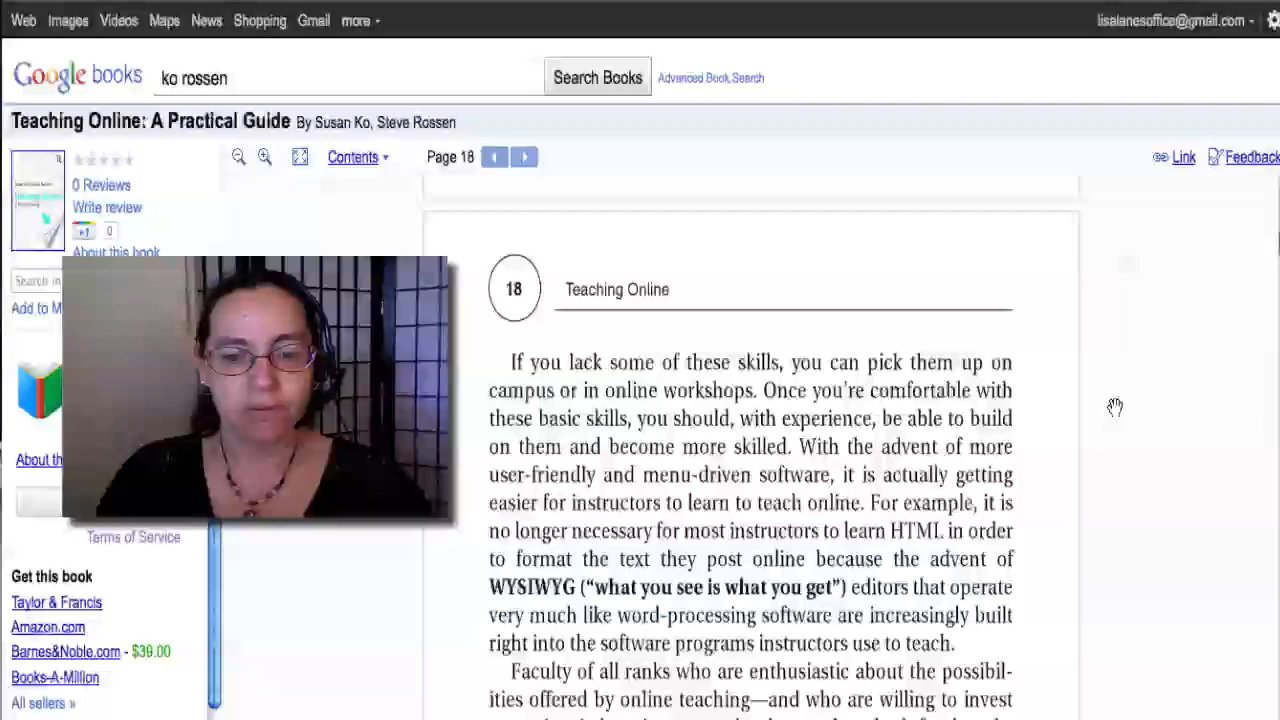 Web Images Videos Maps News Shopping Gmail more
lisalanesoffice@gmail.com
Google books
ko rossen
Search Books
Advanced Book Search
Teaching Online: A Practical Guide By Susan Ko, Steve Rossen
Contents
Page 18
Link
Feedback
0 Reviews
Write review
+1
0
About this book
Search in
Add to M
About th
Terms of Service
Get this book
Taylor & Francis
Amazon.com
Barnes&Noble.com - $39.00
Books-A-Million
All sellers »
18
Teaching Online
If you lack some of these skills, you can pick them up on
campus or in online workshops. Once you're comfortable with
these basic skills, you should, with experience, be able to build
on them and become more skilled. With the advent of more
user-friendly and menu-driven software, it is actually getting
easier for instructors to learn to teach online. For example, it is
no longer necessary for most instructors to learn HTML in order
to format the text they post online because the advent of
WYSIWYG ("what you see is what you get") editors that operate
very much like word-processing software are increasingly built
right into the software programs instructors use to teach.
Faculty of all ranks who are enthusiastic about the possibil-
ities offered by online teaching—and who are willing to invest